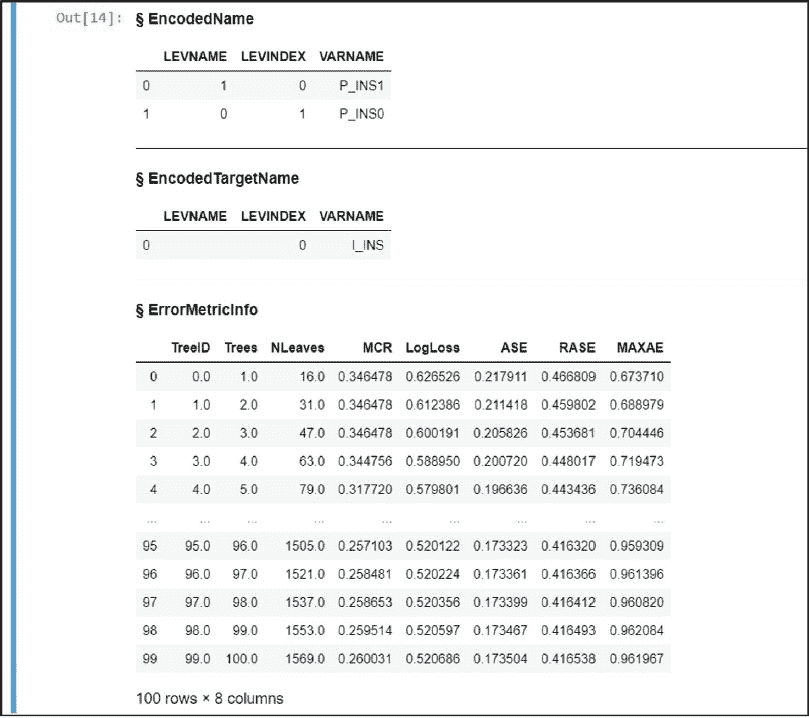 Out[14]: § EncodedName
LEVNAME LEVINDEX VARNAME
0 1 0 P_INS1
1 0 1 P_INS0
§ EncodedTargetName
LEVNAME LEVINDEX VARNAME
0 0 I_INS
§ ErrorMetricInfo
TreeID Trees NLeaves MCR LogLoss ASE RASE MAXAE
0 0.0 1.0 16.0 0.346478 0.626526 0.217911 0.466809 0.673710
1 1.0 2.0 31.0 0.346478 0.612386 0.211418 0.459802 0.688979
2 2.0 3.0 47.0 0.346478 0.600191 0.205826 0.453681 0.704446
3 3.0 4.0 63.0 0.344756 0.588950 0.200720 0.448017 0.719473
4 4.0 5.0 79.0 0.317720 0.579801 0.196636 0.443436 0.736084
... ... ... ... ... ... ... ... ...
95 95.0 96.0 1505.0 0.257103 0.520122 0.173323 0.416320 0.959309
96 96.0 97.0 1521.0 0.258481 0.520224 0.173361 0.416366 0.961396
97 97.0 98.0 1537.0 0.258653 0.520356 0.173399 0.416412 0.960820
98 98.0 99.0 1553.0 0.259514 0.520597 0.173467 0.416493 0.962084
99 99.0 100.0 1569.0 0.260031 0.520686 0.173504 0.416538 0.961967
100 rows × 8 columns